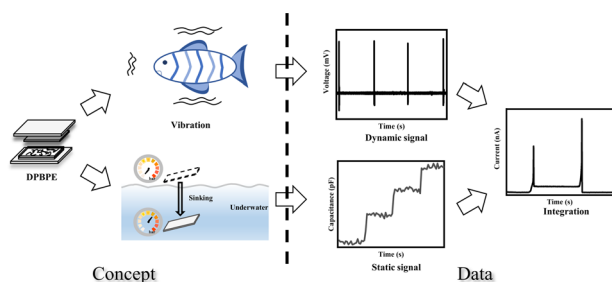 DPBPE
Vibration
Sinking
Underwater
Concept
Voltage (mV)
Time (s)
Dynamic signal
Capacitance (pF)
Time (s)
Static signal
Current (nA)
Time (s)
Integration
Data